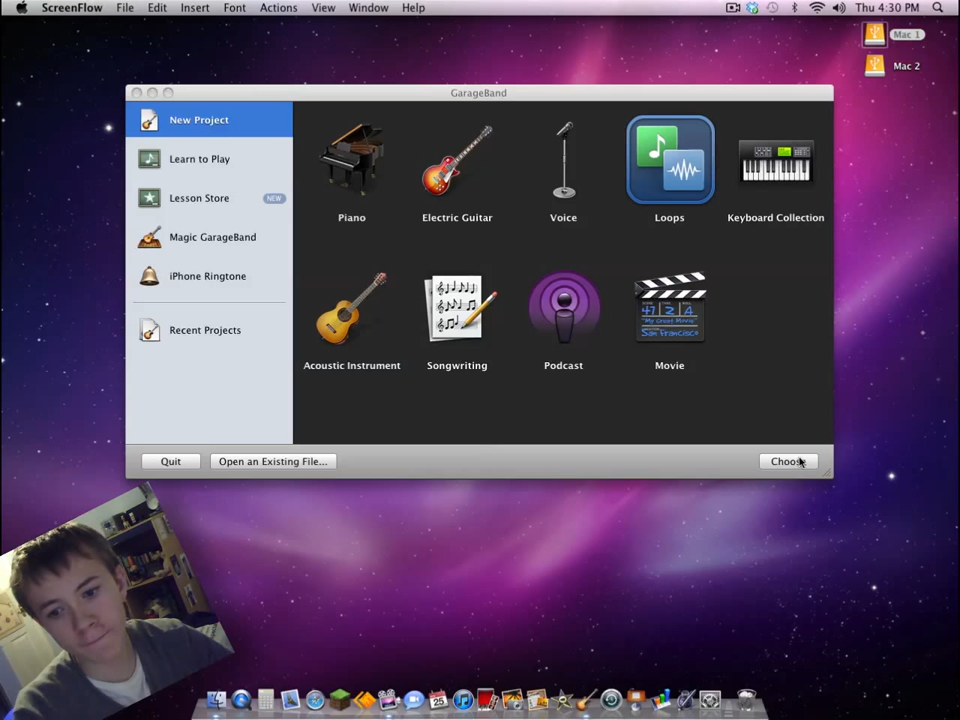 ScreenFlow File Edit Insert Font Actions View Window Help Thu 4:30 PM
Mac 1
Mac 2
GarageBand
New Project
Learn to Play
Lesson Store NEW
Magic GarageBand
iPhone Ringtone
Recent Projects
Piano Electric Guitar Voice Loops Keyboard Collection
Acoustic Instrument Songwriting Podcast Movie
Quit Open an Existing File... Choose
25